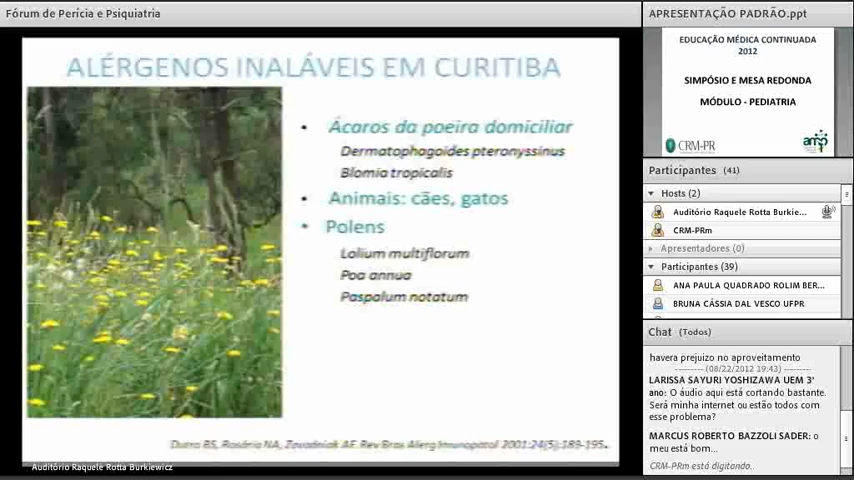 Fórum de Perícia e Psiquiatria
ALÉRGENOS INALÁVEIS EM CURITIBA
• Ácaros da poeira domiciliar
Dermatophagoides pteronyssinus
Blomia tropicalis
• Animais: cães, gatos
• Polens
Lolium multiflorum
Poa annua
Paspalum notatum
Dutra BS, Rosário NA, Zavadniak AF. Rev Bras Alerg Imunopatol 2001:24(5):189-195.
Auditório Raquele Rotta Burkiewicz
APRESENTAÇÃO PADRÃO.ppt
EDUCAÇÃO MÉDICA CONTINUADA
2012
SIMPÓSIO E MESA REDONDA
MÓDULO - PEDIATRIA
CRM-PR
amp
Participantes (41)
Hosts (2)
Auditório Raquele Rotta Burkie...
CRM-PRm
Apresentadores (0)
Participantes (39)
ANA PAULA QUADRADO ROLIM BER...
BRUNA CÁSSIA DAL VESCO UFPR
Chat (Todos)
havera prejuizo no aproveitamento
--------- (08/22/2012 19:43) ---------
LARISSA SAYURI YOSHIZAWA UEM 3°
ano: O áudio aqui está cortando bastante.
Será minha internet ou estão todos com
esse problema?
MARCUS ROBERTO BAZZOLI SADER: o
meu está bom...
CRM-PRm está digitando..